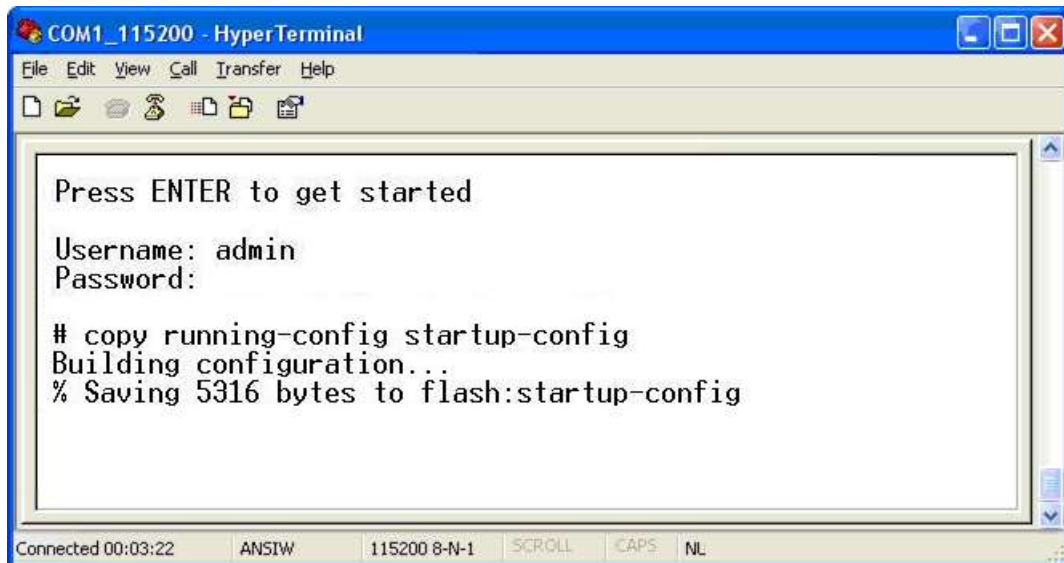 COM1_115200 - HyperTerminal
File Edit View Call Transfer Help
Press ENTER to get started
Username: admin
Password:
# copy running-config startup-config
Building configuration...
% Saving 5316 bytes to flash:startup-config
Connected 00:03:22 ANSIW 115200 8-N-1 SCROLL CAPS NUL